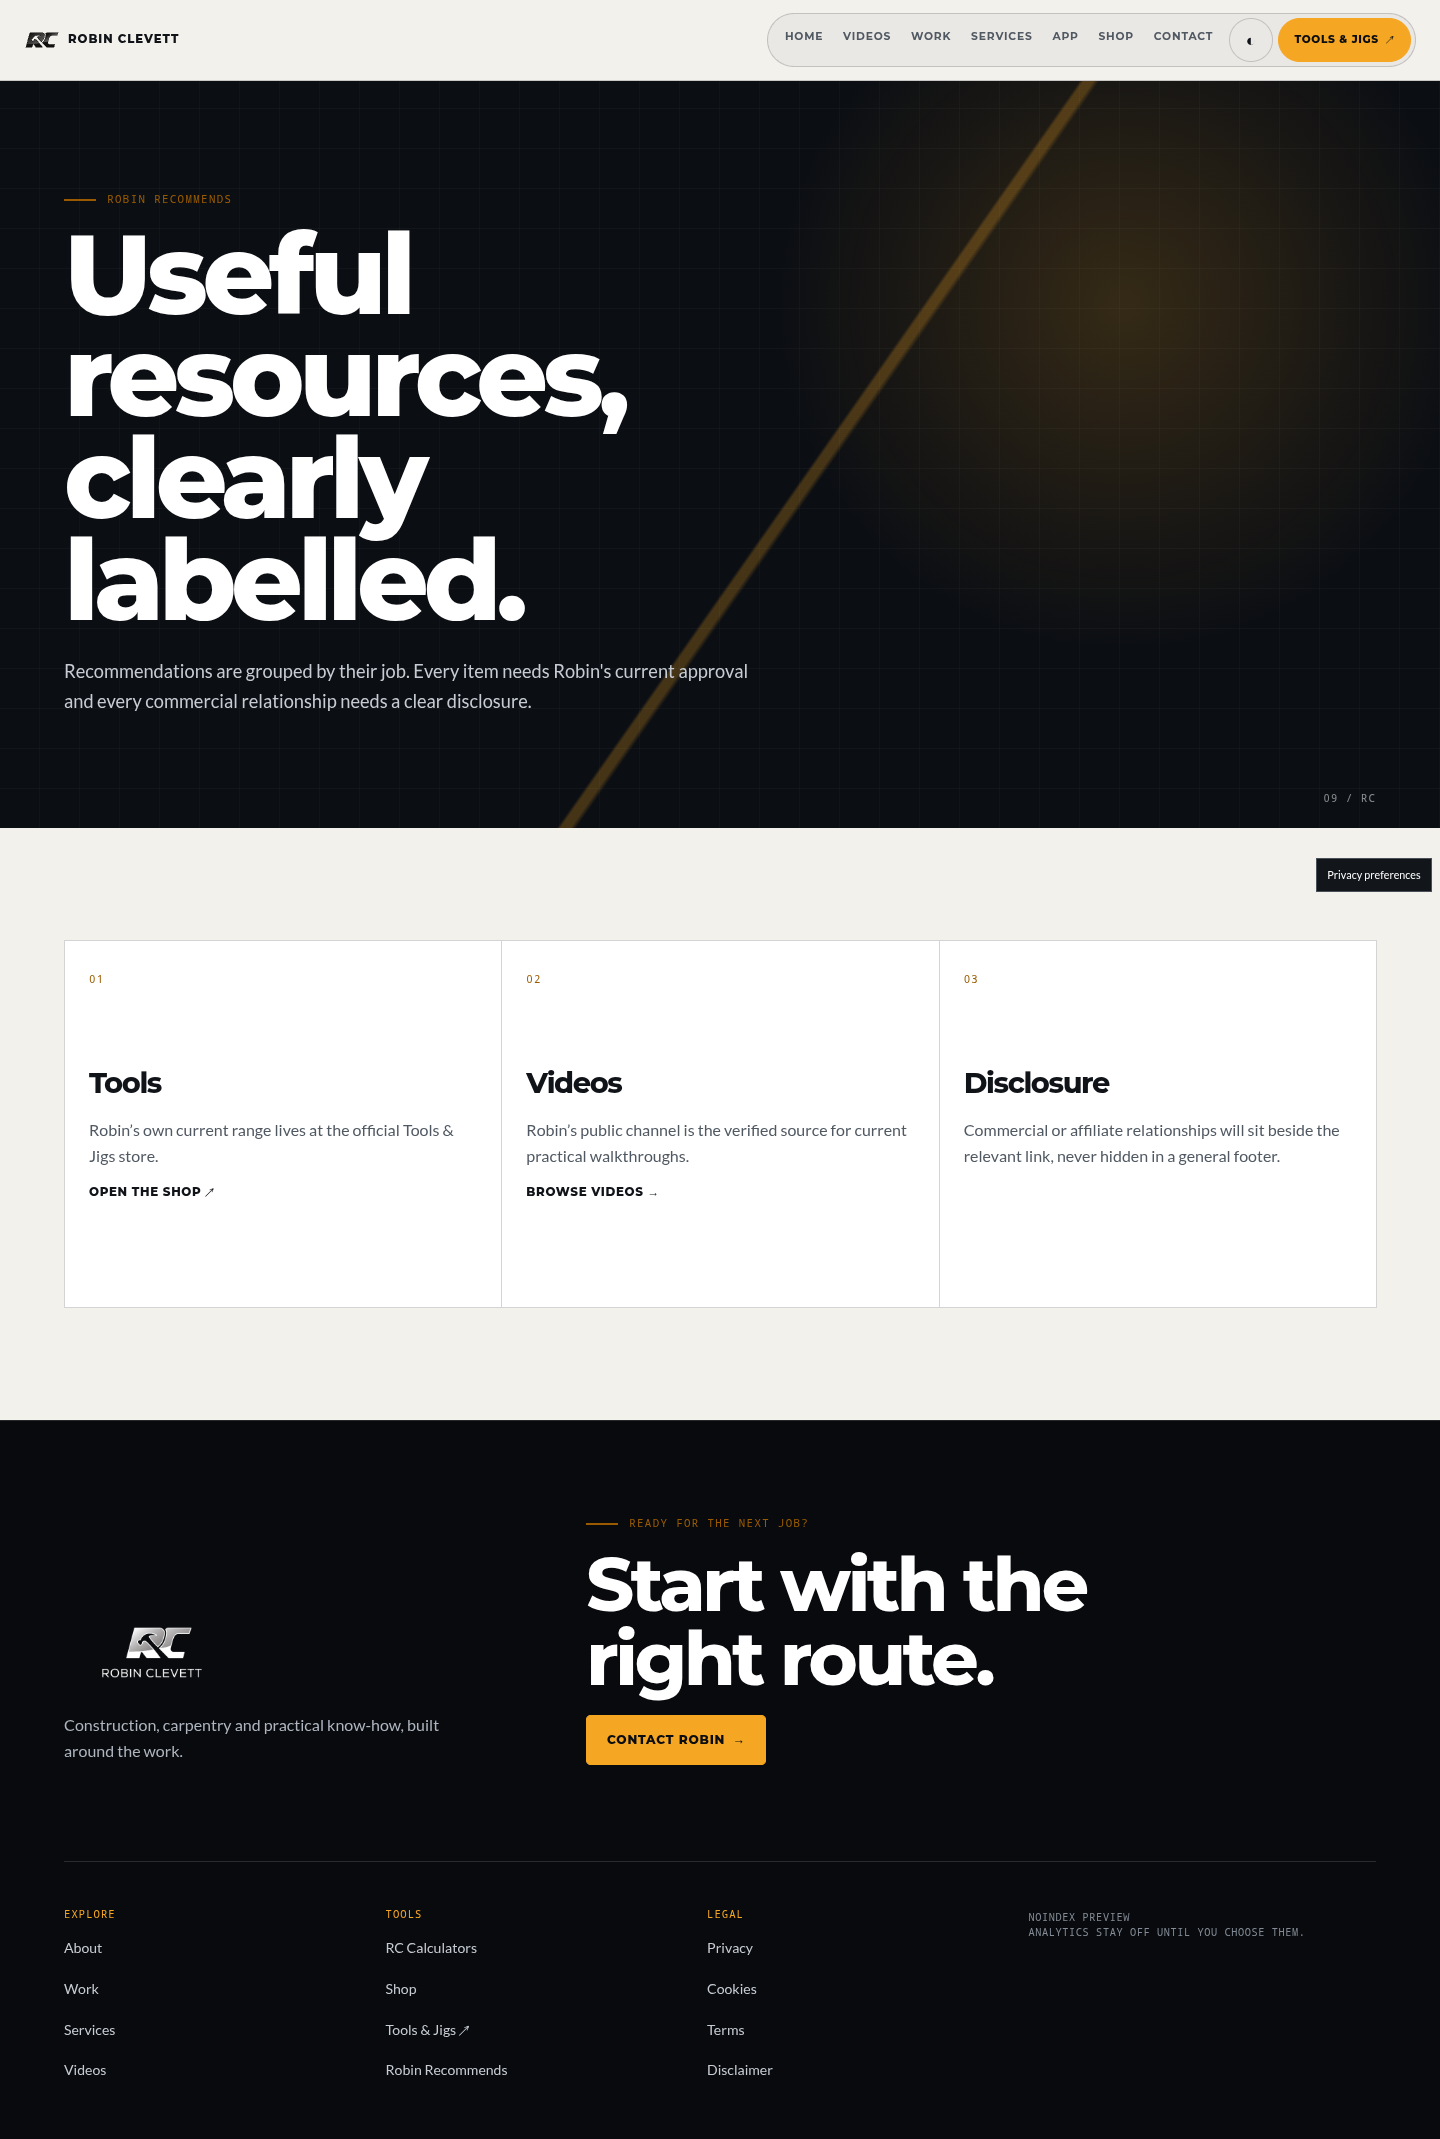 RC ROBIN CLEVETT
HOME VIDEOS WORK SERVICES APP SHOP CONTACT TOOLS & JIGS ↗
ROBIN RECOMMENDS
Useful
resources,
clearly
labelled.
Recommendations are grouped by their job. Every item needs Robin's current approval
and every commercial relationship needs a clear disclosure.
09 / RC
Privacy preferences
01
Tools
Robin’s own current range lives at the official Tools &
Jigs store.
OPEN THE SHOP ↗
02
Videos
Robin’s public channel is the verified source for current
practical walkthroughs.
BROWSE VIDEOS →
03
Disclosure
Commercial or affiliate relationships will sit beside the
relevant link, never hidden in a general footer.
RC
ROBIN CLEVETT
Construction, carpentry and practical know-how, built
around the work.
READY FOR THE NEXT JOB?
Start with the
right route.
CONTACT ROBIN →
EXPLORE
About
Work
Services
Videos
TOOLS
RC Calculators
Shop
Tools & Jigs ↗
Robin Recommends
LEGAL
Privacy
Cookies
Terms
Disclaimer
NOINDEX PREVIEW
ANALYTICS STAY OFF UNTIL YOU CHOOSE THEM.